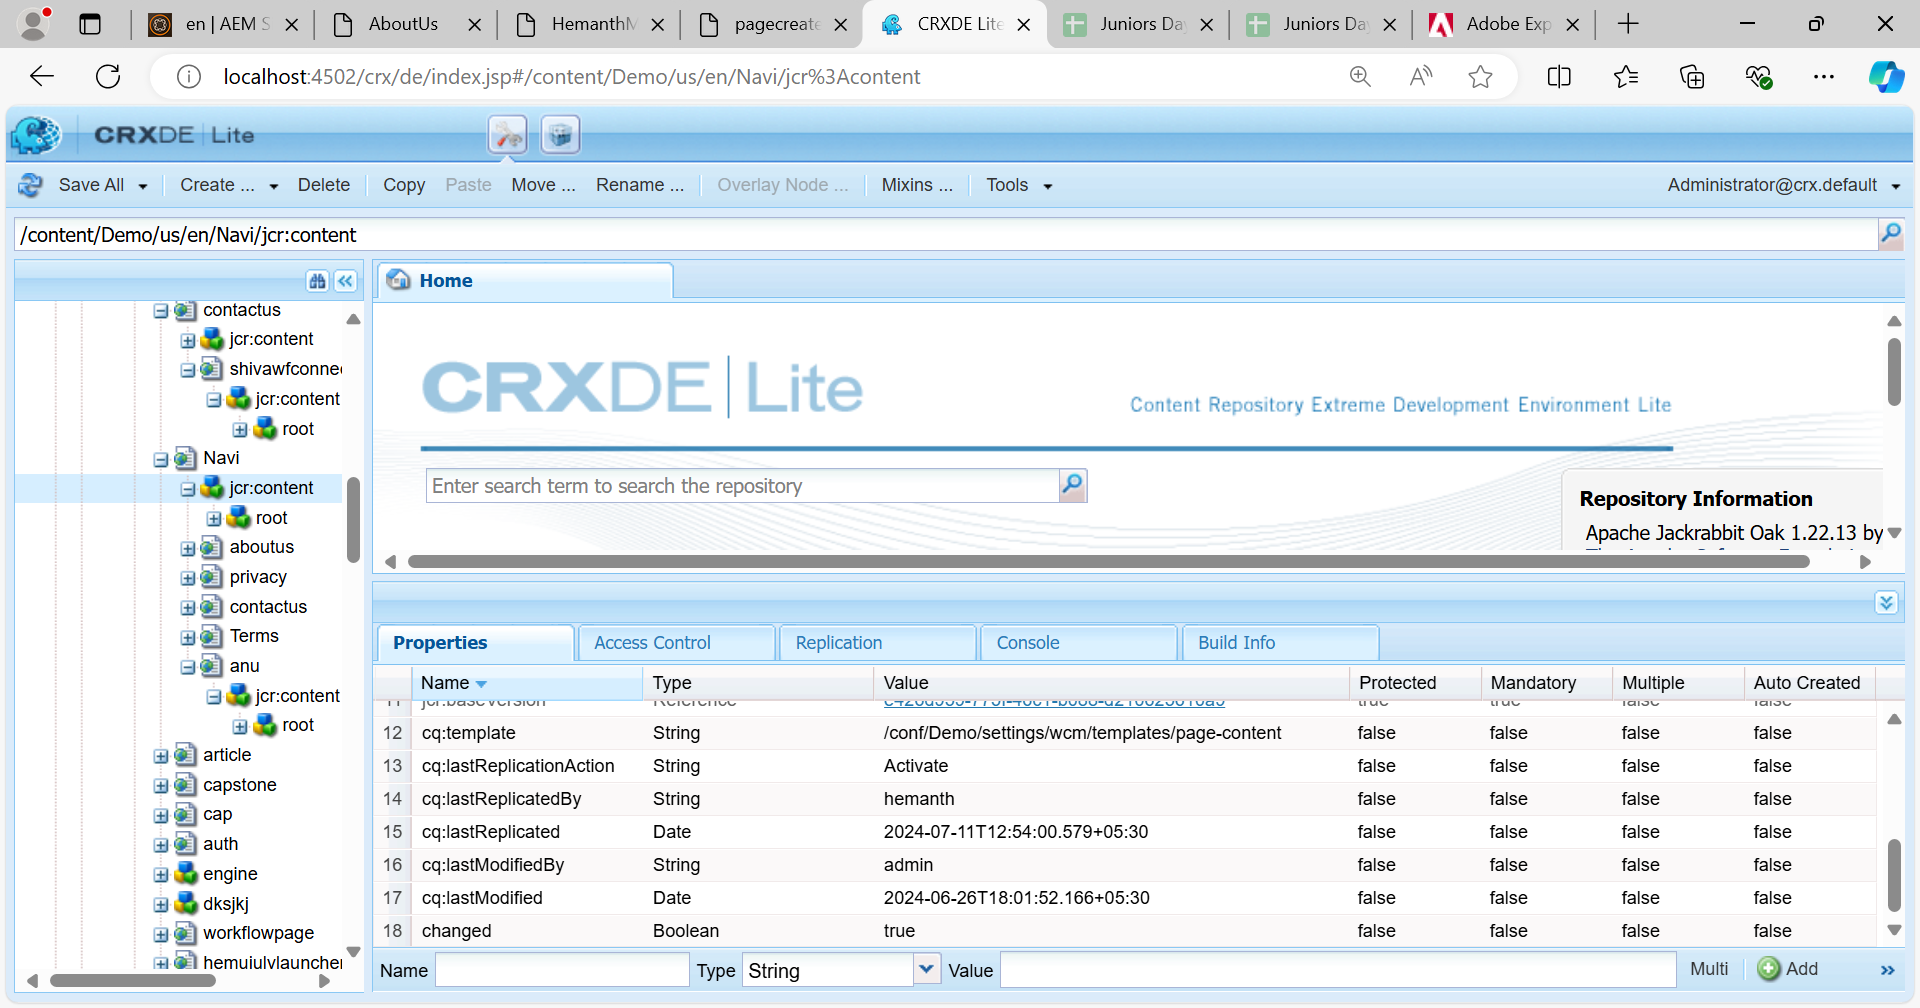 en | AEM S
AboutUs
HemanthM
pagecreate
CRXDE Lite
Juniors Da
Juniors Da
Adobe Exp
localhost:4502/crx/de/index.jsp#/content/Demo/us/en/Navi/jcr%3Acontent
CRXDE | Lite
Save All
Create ...
Delete
Copy
Paste
Move ...
Rename ...
Overlay Node ...
Mixins ...
Tools
Administrator@crx.default
/content/Demo/us/en/Navi/jcr:content
contactus
jcr:content
shivawfconnec
jcr:content
root
Navi
jcr:content
root
aboutus
privacy
contactus
Terms
anu
jcr:content
root
article
capstone
cap
auth
engine
dksjkj
workflowpage
hemuiulvlauncher
Home
CRXDE | Lite
Content Repository Extreme Development Environment Lite
Enter search term to search the repository
Repository Information
Apache Jackrabbit Oak 1.22.13 by
Properties
Access Control
Replication
Console
Build Info
Name Type Value Protected Mandatory Multiple Auto Created
11 jcr:baseVersion Reference true true false false
12 cq:template String /conf/Demo/settings/wcm/templates/page-content false false false false
13 cq:lastReplicationAction String Activate false false false false
14 cq:lastReplicatedBy String hemanth false false false false
15 cq:lastReplicated Date 2024-07-11T12:54:00.579+05:30 false false false false
16 cq:lastModifiedBy String admin false false false false
17 cq:lastModified Date 2024-06-26T18:01:52.166+05:30 false false false false
18 changed Boolean true false false false false
Name
Type String
Value
Multi
Add